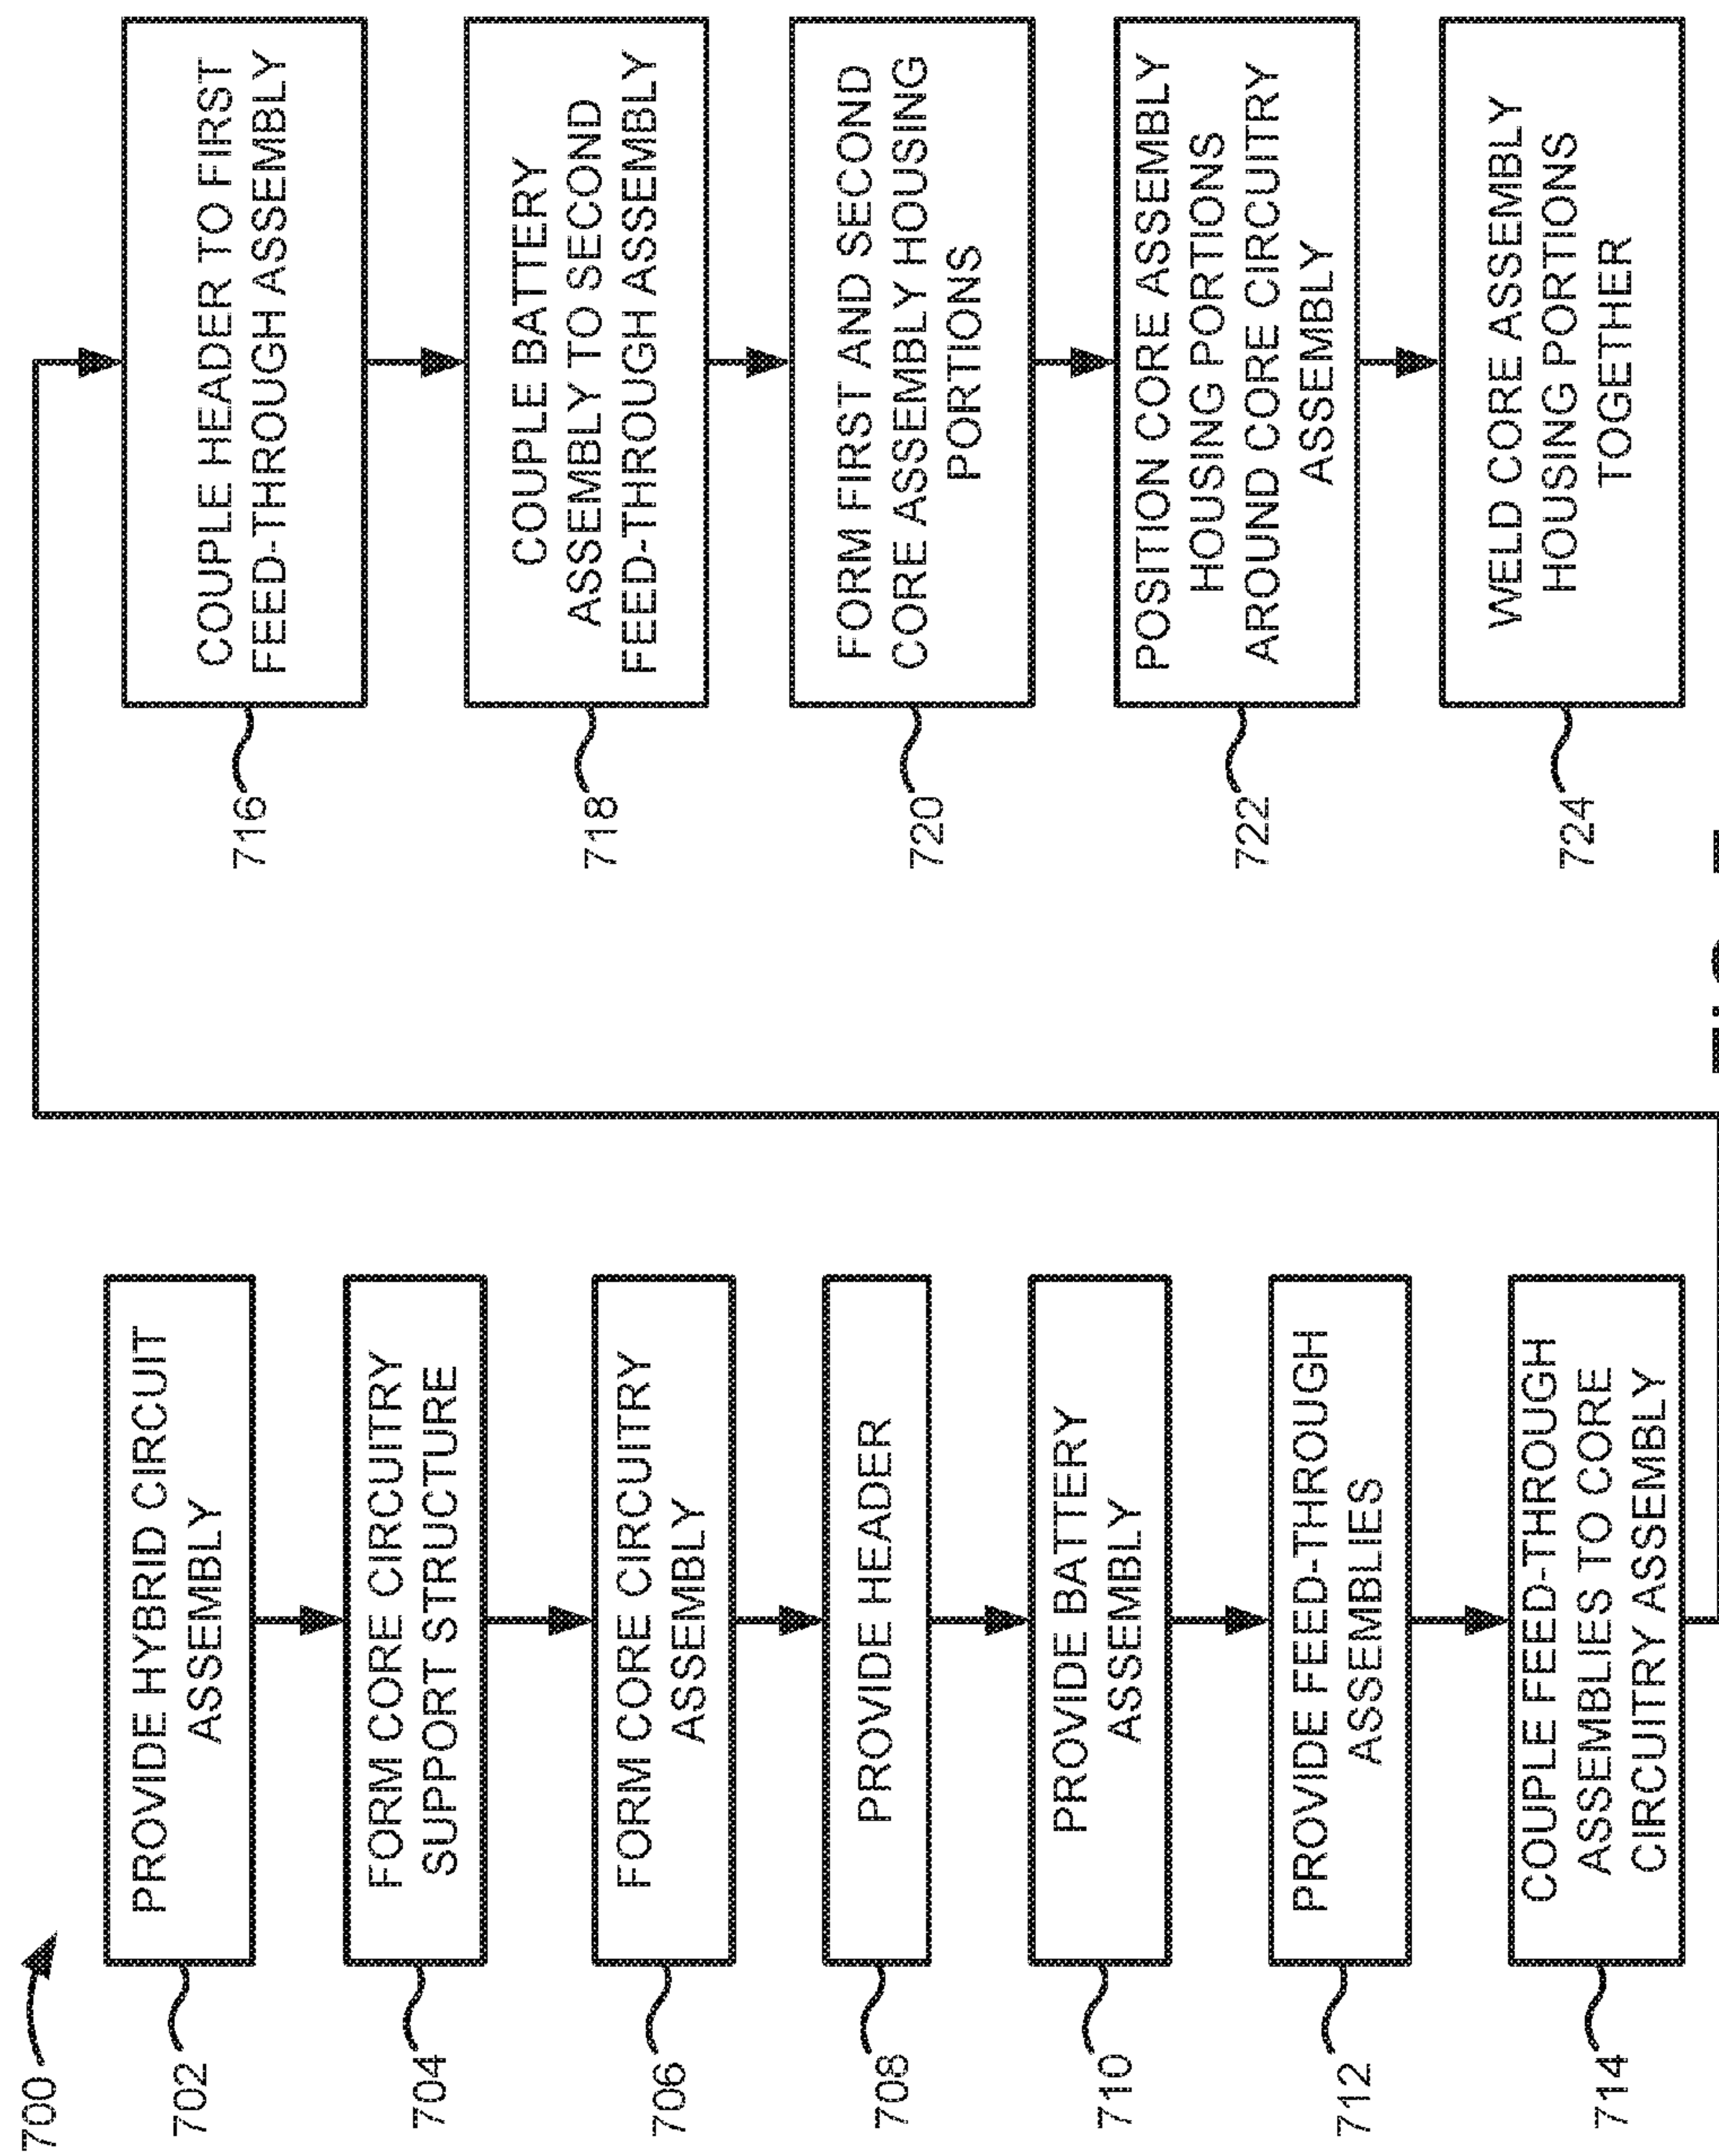 700
702
PROVIDE HYBRID CIRCUIT
ASSEMBLY
704
FORM CORE CIRCUITRY
SUPPORT STRUCTURE
706
FORM CORE CIRCUITRY
ASSEMBLY
708
PROVIDE HEADER
710
PROVIDE BATTERY
ASSEMBLY
712
PROVIDE FEED-THROUGH
ASSEMBLIES
714
COUPLE FEED-THROUGH
ASSEMBLIES TO CORE
CIRCUITRY ASSEMBLY
716
COUPLE HEADER TO FIRST
FEED-THROUGH ASSEMBLY
718
COUPLE BATTERY
ASSEMBLY TO SECOND
FEED-THROUGH ASSEMBLY
720
FORM FIRST AND SECOND
CORE ASSEMBLY HOUSING
PORTIONS
722
POSITION CORE ASSEMBLY
HOUSING PORTIONS
AROUND CORE CIRCUITRY
ASSEMBLY
724
WELD CORE ASSEMBLY
HOUSING PORTIONS
TOGETHER